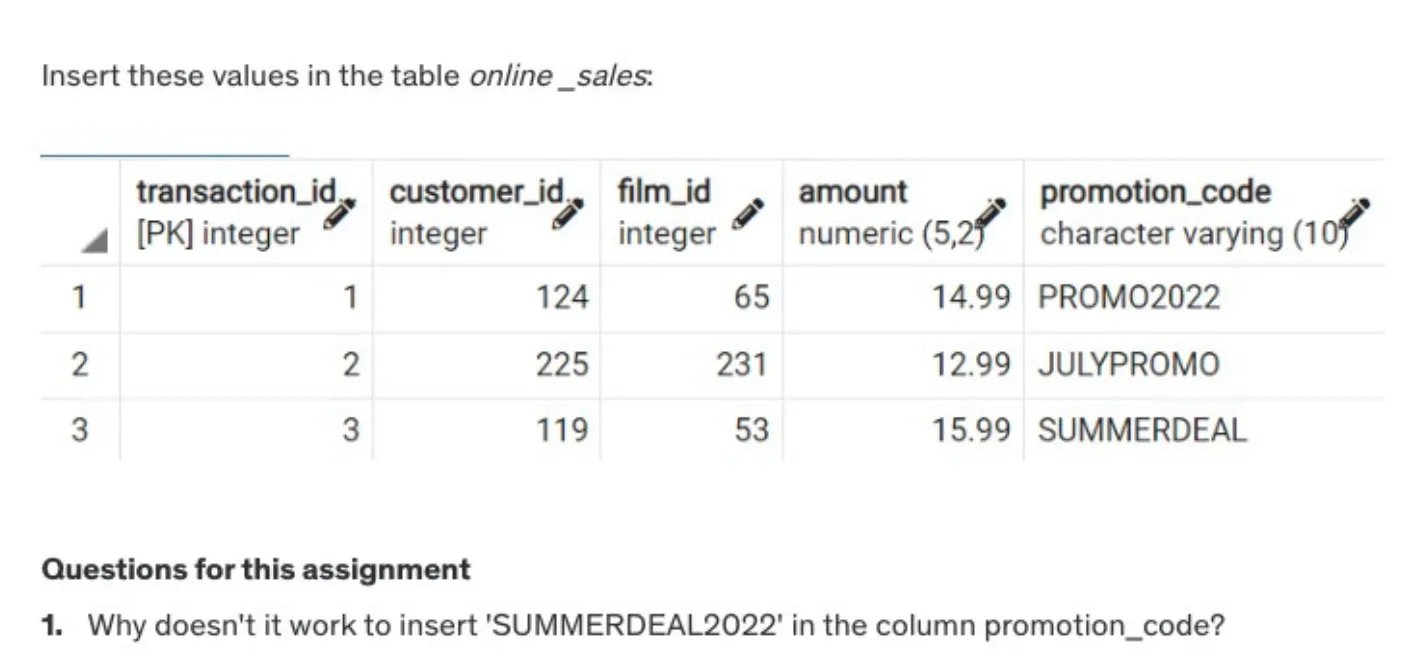 Insert these values in the table online_sales:
transaction_id customer_id film_id amount promotion_code
[PK] integer integer integer numeric (5,2) character varying (10)
1 1 124 65 14.99 PROMO2022
2 2 225 231 12.99 JULYPROMO
3 3 119 53 15.99 SUMMERDEAL
Questions for this assignment
1. Why doesn't it work to insert 'SUMMERDEAL2022' in the column promotion_code?